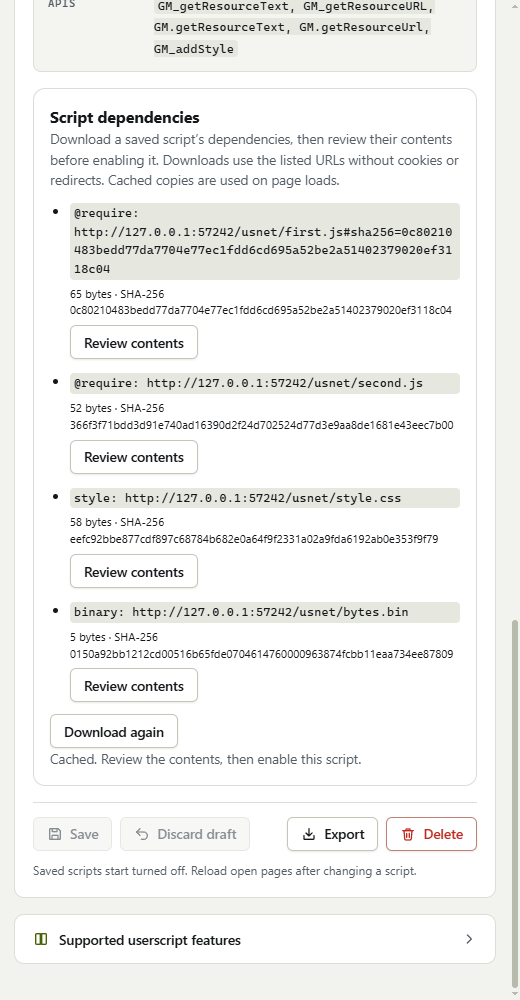 APIS
GM_getResourceText, GM_getResourceURL,
GM.getResourceText, GM.getResourceUrl,
GM_addStyle
Script dependencies
Download a saved script's dependencies, then review their contents
before enabling it. Downloads use the listed URLs without cookies or
redirects. Cached copies are used on page loads.
@require:
http://127.0.0.1:57242/usnet/first.js#sha256=0c80210
483bedd77da7704e77ec1fdd6cd695a52be2a51402379020ef31
18c04
65 bytes · SHA-256
0c80210483bedd77da7704e77ec1fdd6cd695a52be2a51402379020ef3118c04
Review contents
@require: http://127.0.0.1:57242/usnet/second.js
52 bytes · SHA-256
366f3f71bdd3d91e740ad16390d2f24d702524d77d3e9aa8de1681e43eec7b00
Review contents
style: http://127.0.0.1:57242/usnet/style.css
58 bytes · SHA-256
eefc92bbe877cdf897c68784b682e0a64f9f2331a02a9fda6192ab0e353f9f79
Review contents
binary: http://127.0.0.1:57242/usnet/bytes.bin
5 bytes · SHA-256
0150a92bb1212cd00516b65fde0704614760000963874fcbb11eaa734ee87809
Review contents
Download again
Cached. Review the contents, then enable this script.
Save
Discard draft
Export
Delete
Saved scripts start turned off. Reload open pages after changing a script.
Supported userscript features